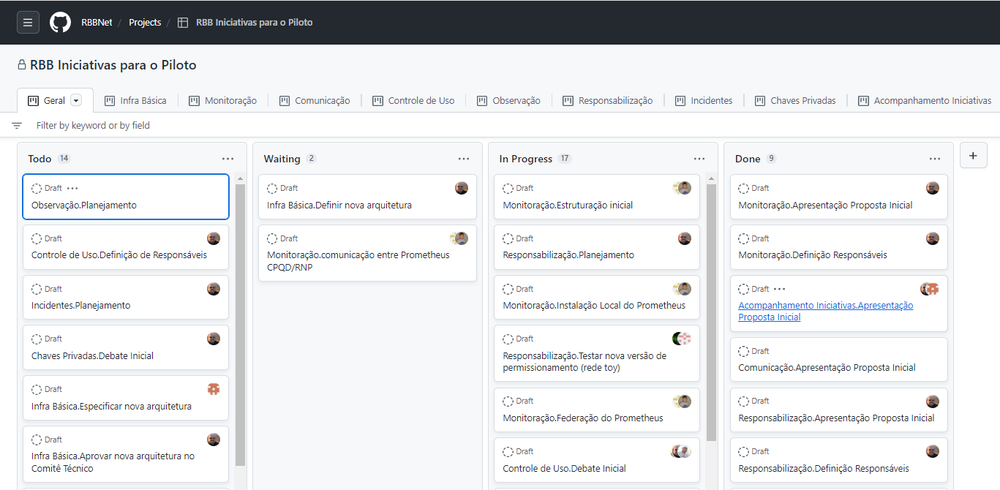 RBBNet / Projects / RBB Iniciativas para o Piloto
RBB Iniciativas para o Piloto
Geral Infra Básica Monitoração Comunicação Controle de Uso Observação Responsabilização Incidentes Chaves Privadas Acompanhamento Iniciativas
Filter by keyword or by field
Todo 14
Draft
Observação.Planejamento
Draft
Controle de Uso.Definição de Responsáveis
Draft
Incidentes.Planejamento
Draft
Chaves Privadas.Debate Inicial
Draft
Infra Básica.Especificar nova arquitetura
Draft
Infra Básica.Aprovar nova arquitetura no
Comitê Técnico
Waiting 2
Draft
Infra Básica.Definir nova arquitetura
Draft
Monitoração.comunicação entre Prometheus
CPQD/RNP
In Progress 17
Draft
Monitoração.Estruturação inicial
Draft
Responsabilização.Planejamento
Draft
Monitoração.Instalação Local do Prometheus
Draft
Responsabilização.Testar nova versão de
permissionamento (rede toy)
Draft
Monitoração.Federação do Prometheus
Draft
Controle de Uso.Debate Inicial
Done 9
Draft
Monitoração.Apresentação Proposta Inicial
Draft
Monitoração.Definição Responsáveis
Draft
Acompanhamento Iniciativas.Apresentação
Proposta Inicial
Draft
Comunicação.Apresentação Proposta Inicial
Draft
Responsabilização.Apresentação Proposta Inicial
Draft
Responsabilização.Definição Responsáveis